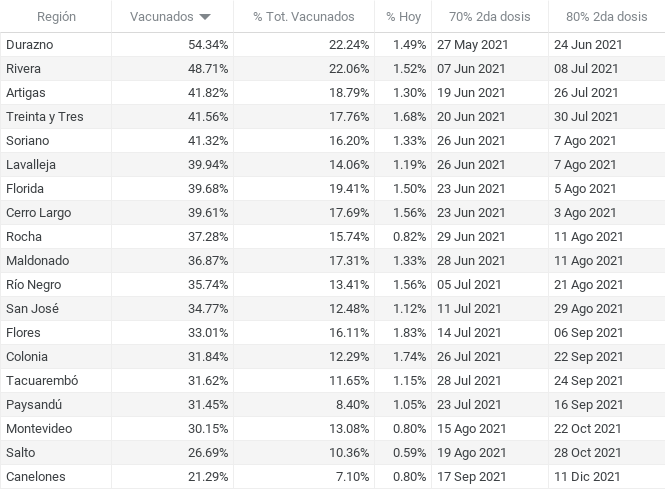 Región Vacunados % Tot. Vacunados % Hoy 70% 2da dosis 80% 2da dosis
Durazno 54.34% 22.24% 1.49% 27 May 2021 24 Jun 2021
Rivera 48.71% 22.06% 1.52% 07 Jun 2021 08 Jul 2021
Artigas 41.82% 18.79% 1.30% 19 Jun 2021 26 Jul 2021
Treinta y Tres 41.56% 17.76% 1.68% 20 Jun 2021 30 Jul 2021
Soriano 41.32% 16.20% 1.33% 26 Jun 2021 7 Ago 2021
Lavalleja 39.94% 14.06% 1.19% 26 Jun 2021 7 Ago 2021
Florida 39.68% 19.41% 1.50% 23 Jun 2021 5 Ago 2021
Cerro Largo 39.61% 17.69% 1.56% 23 Jun 2021 3 Ago 2021
Rocha 37.28% 15.74% 0.82% 29 Jun 2021 11 Ago 2021
Maldonado 36.87% 17.31% 1.33% 28 Jun 2021 11 Ago 2021
Río Negro 35.74% 13.41% 1.56% 05 Jul 2021 21 Ago 2021
San José 34.77% 12.48% 1.12% 11 Jul 2021 29 Ago 2021
Flores 33.01% 16.11% 1.83% 14 Jul 2021 06 Sep 2021
Colonia 31.84% 12.29% 1.74% 26 Jul 2021 22 Sep 2021
Tacuarembó 31.62% 11.65% 1.15% 28 Jul 2021 24 Sep 2021
Paysandú 31.45% 8.40% 1.05% 23 Jul 2021 16 Sep 2021
Montevideo 30.15% 13.08% 0.80% 15 Ago 2021 22 Oct 2021
Salto 26.69% 10.36% 0.59% 19 Ago 2021 28 Oct 2021
Canelones 21.29% 7.10% 0.80% 17 Sep 2021 11 Dic 2021